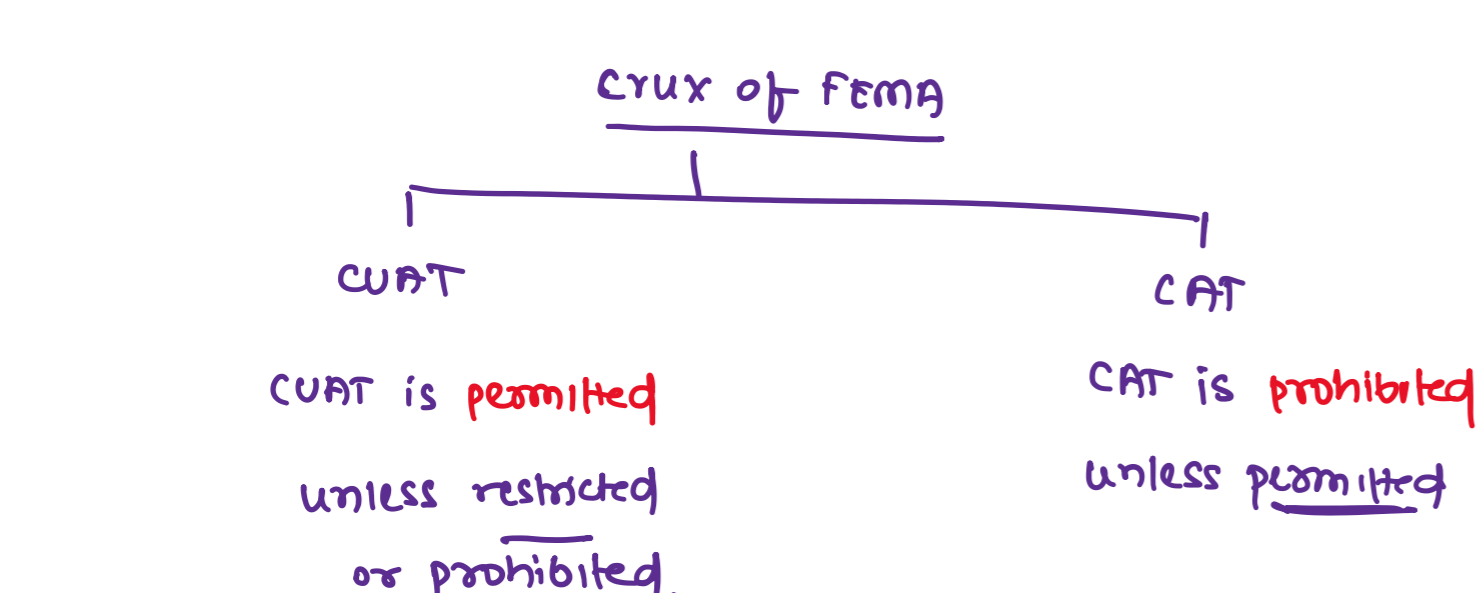 Crux of FEMA
CUAT
CAT
CUAT is permitted
unless restricted
or prohibited.
CAT is prohibited
unless permitted